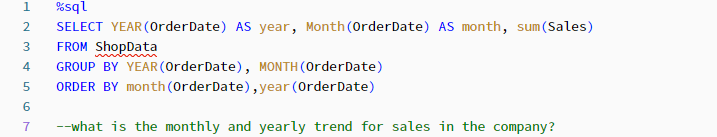 1 %sql
2 SELECT YEAR(OrderDate) AS year, Month(OrderDate) AS month, sum(Sales)
3 FROM ShopData
4 GROUP BY YEAR(OrderDate), MONTH(OrderDate)
5 ORDER BY month(OrderDate),year(OrderDate)
6
7 --what is the monthly and yearly trend for sales in the company?